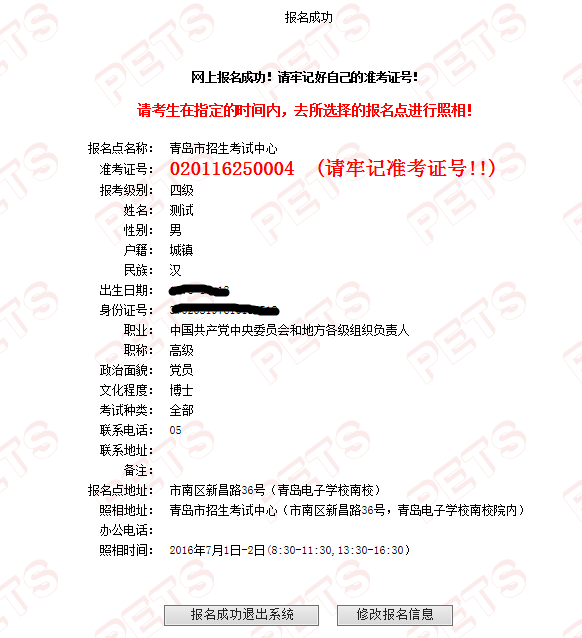 报名成功
网上报名成功！请牢记好自己的准考证号！
请考生在指定的时间内，去所选择的报名点进行照相！
报名点名称： 青岛市招生考试中心
准考证号： 020116250004 (请牢记准考证号!!)
报考级别： 四级
姓名： 测试
性别： 男
户籍： 城镇
民族： 汉
出生日期：
身份证号：
职业： 中国共产党中央委员会和地方各级组织负责人
职称： 高级
政治面貌： 党员
文化程度： 博士
考试种类： 全部
联系电话： 05
联系地址：
备注：
报名点地址： 市南区新昌路36号（青岛电子学校南校）
照相地址： 青岛市招生考试中心（市南区新昌路36号，青岛电子学校南校院内）
办公电话：
照相时间： 2016年7月1日-2日(8:30-11:30,13:30-16:30）
报名成功退出系统 修改报名信息
PETS